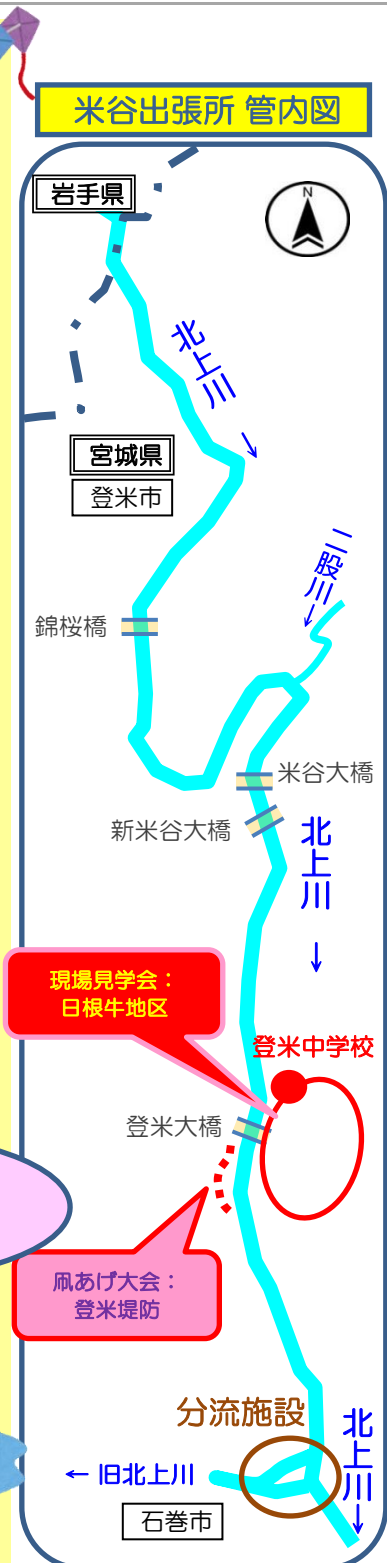 米谷出張所 管内図
岩手県
N
北上川
↓
宮城県
登米市
二股川
↓
錦桜橋
米谷大橋
新米谷大橋
北上川
↓
現場見学会：
日根牛地区
登米中学校
登米大橋
凧あげ大会：
登米堤防
分流施設
北上川
↓
← 旧北上川
石巻市